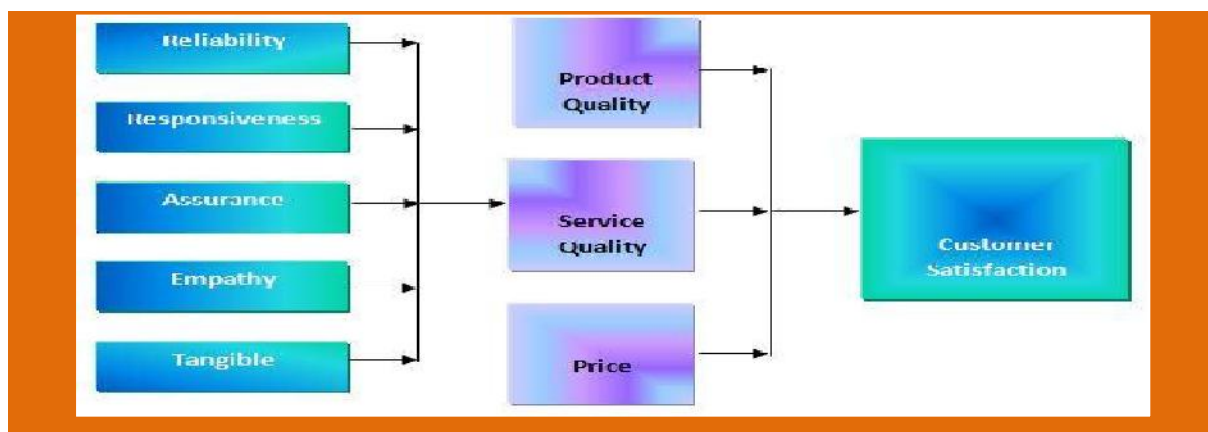 Reliability
Responsiveness
Assurance
Empathy
Tangible
Product
Quality
Service
Quality
Price
Customer
Satisfaction